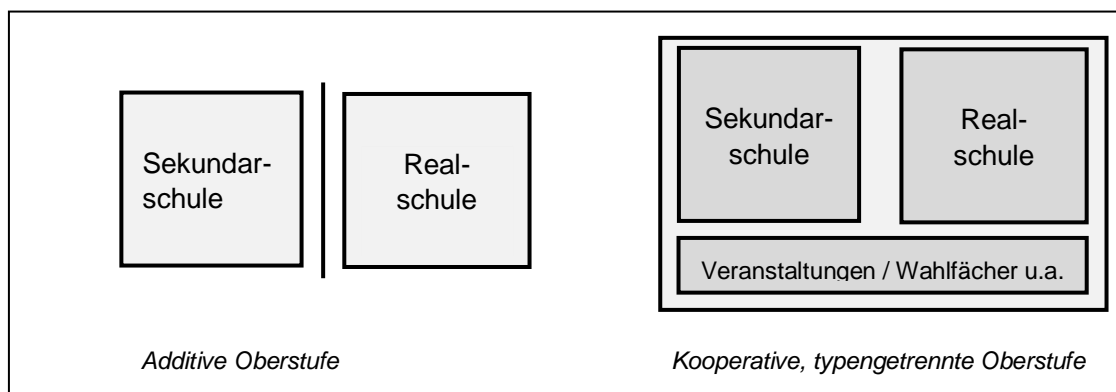 Sekundar-
schule
Real-
schule
Sekundar-
schule
Real-
schule
Veranstaltungen / Wahlfächer u.a.
Additive Oberstufe
Kooperative, typengetrennte Oberstufe